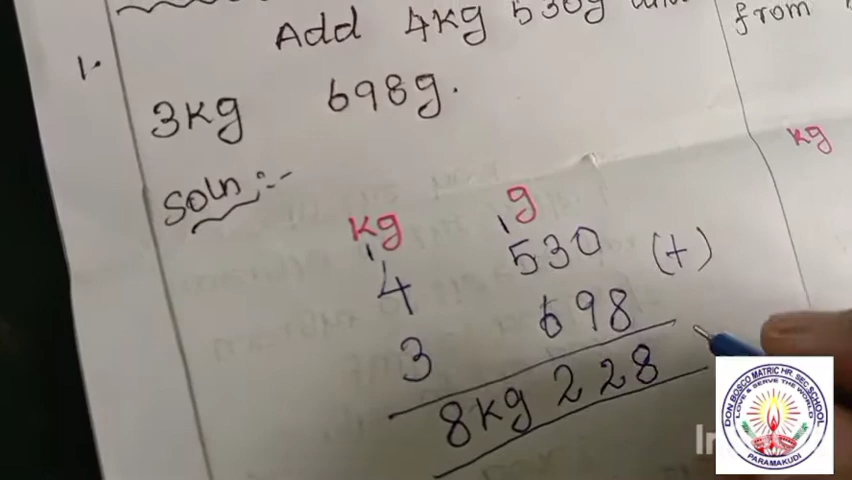 Add 4kg 530g and
from
1.
3kg 698g.
kg
Soln:-
kg g
1 1
4 530 (+)
3 698
8kg 228
DON BOSCO MATRIC HR. SEC SCHOOL
LOVE & SERVE THE WORLD
PARAMAKUDI